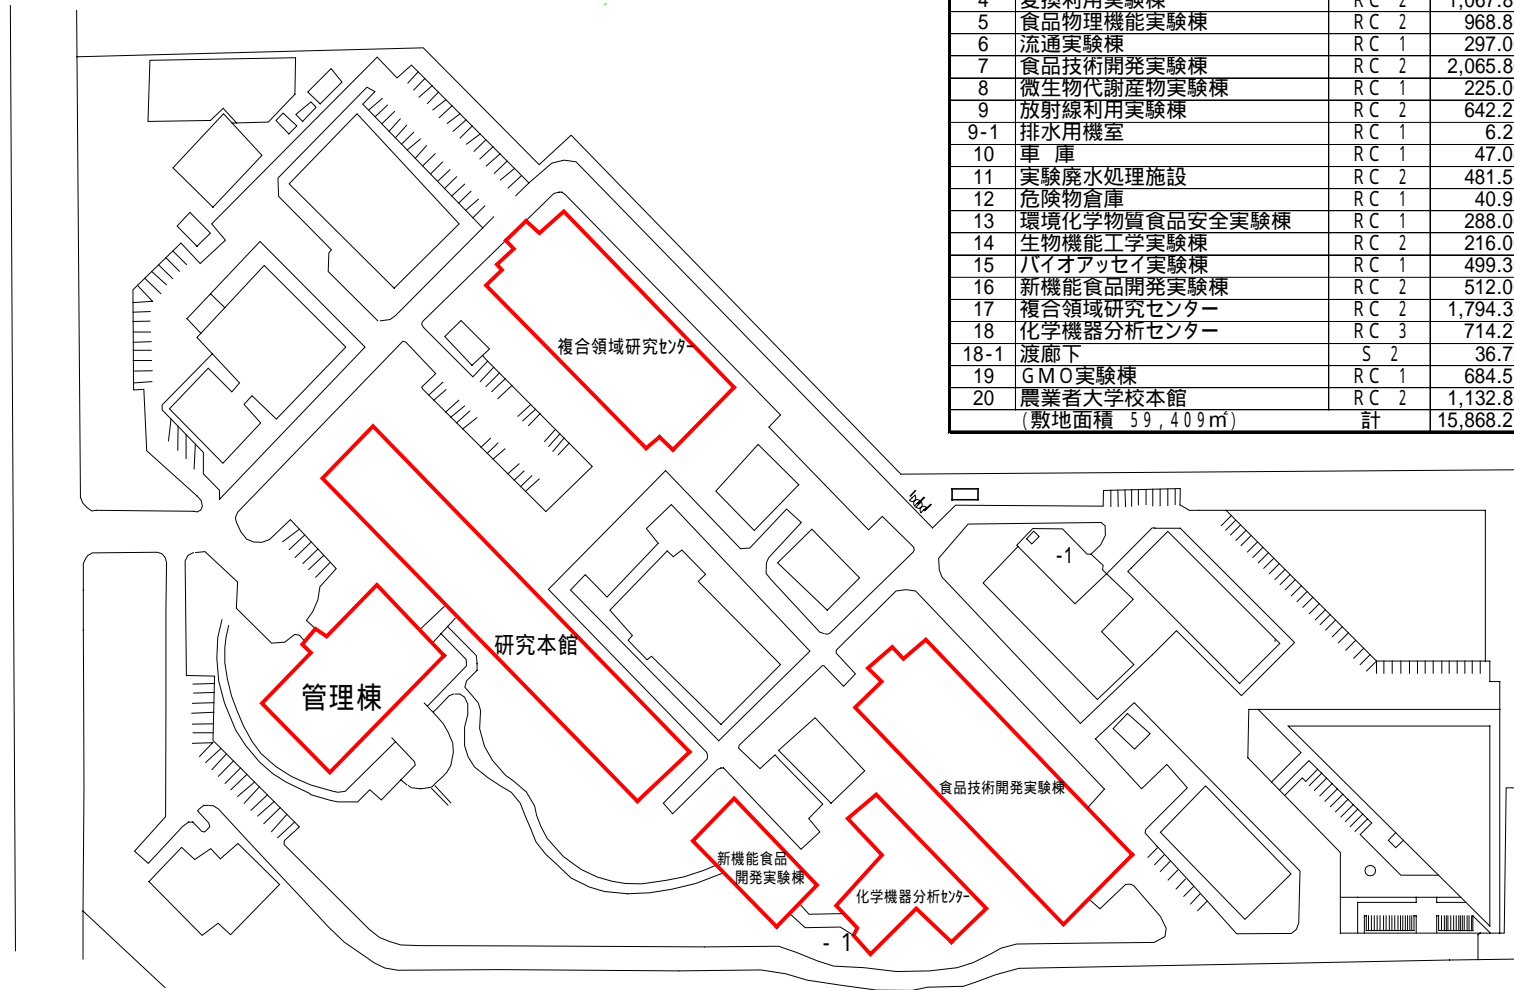 4 変換利用実験棟 RC 2 1,067.8
5 食品物理機能実験棟 RC 2 968.8
6 流通実験棟 RC 1 297.0
7 食品技術開発実験棟 RC 2 2,065.8
8 微生物代謝産物実験棟 RC 1 225.0
9 放射線利用実験棟 RC 2 642.2
9-1 排水用機室 RC 1 6.2
10 車 庫 RC 1 47.0
11 実験廃水処理施設 RC 2 481.5
12 危険物倉庫 RC 1 40.9
13 環境化学物質食品安全実験棟 RC 1 288.0
14 生物機能工学実験棟 RC 2 216.0
15 バイオアッセイ実験棟 RC 1 499.3
16 新機能食品開発実験棟 RC 2 512.0
17 複合領域研究センター RC 2 1,794.3
18 化学機器分析センター RC 3 714.2
18-1 渡廊下 S 2 36.7
19 GMO実験棟 RC 1 684.5
20 農業者大学校本館 RC 2 1,132.8
(敷地面積 59,409㎡) 計 15,868.2
複合領域研究センター
-1
研究本館
管理棟
食品技術開発実験棟
新機能食品
開発実験棟
化学機器分析センター
- 1